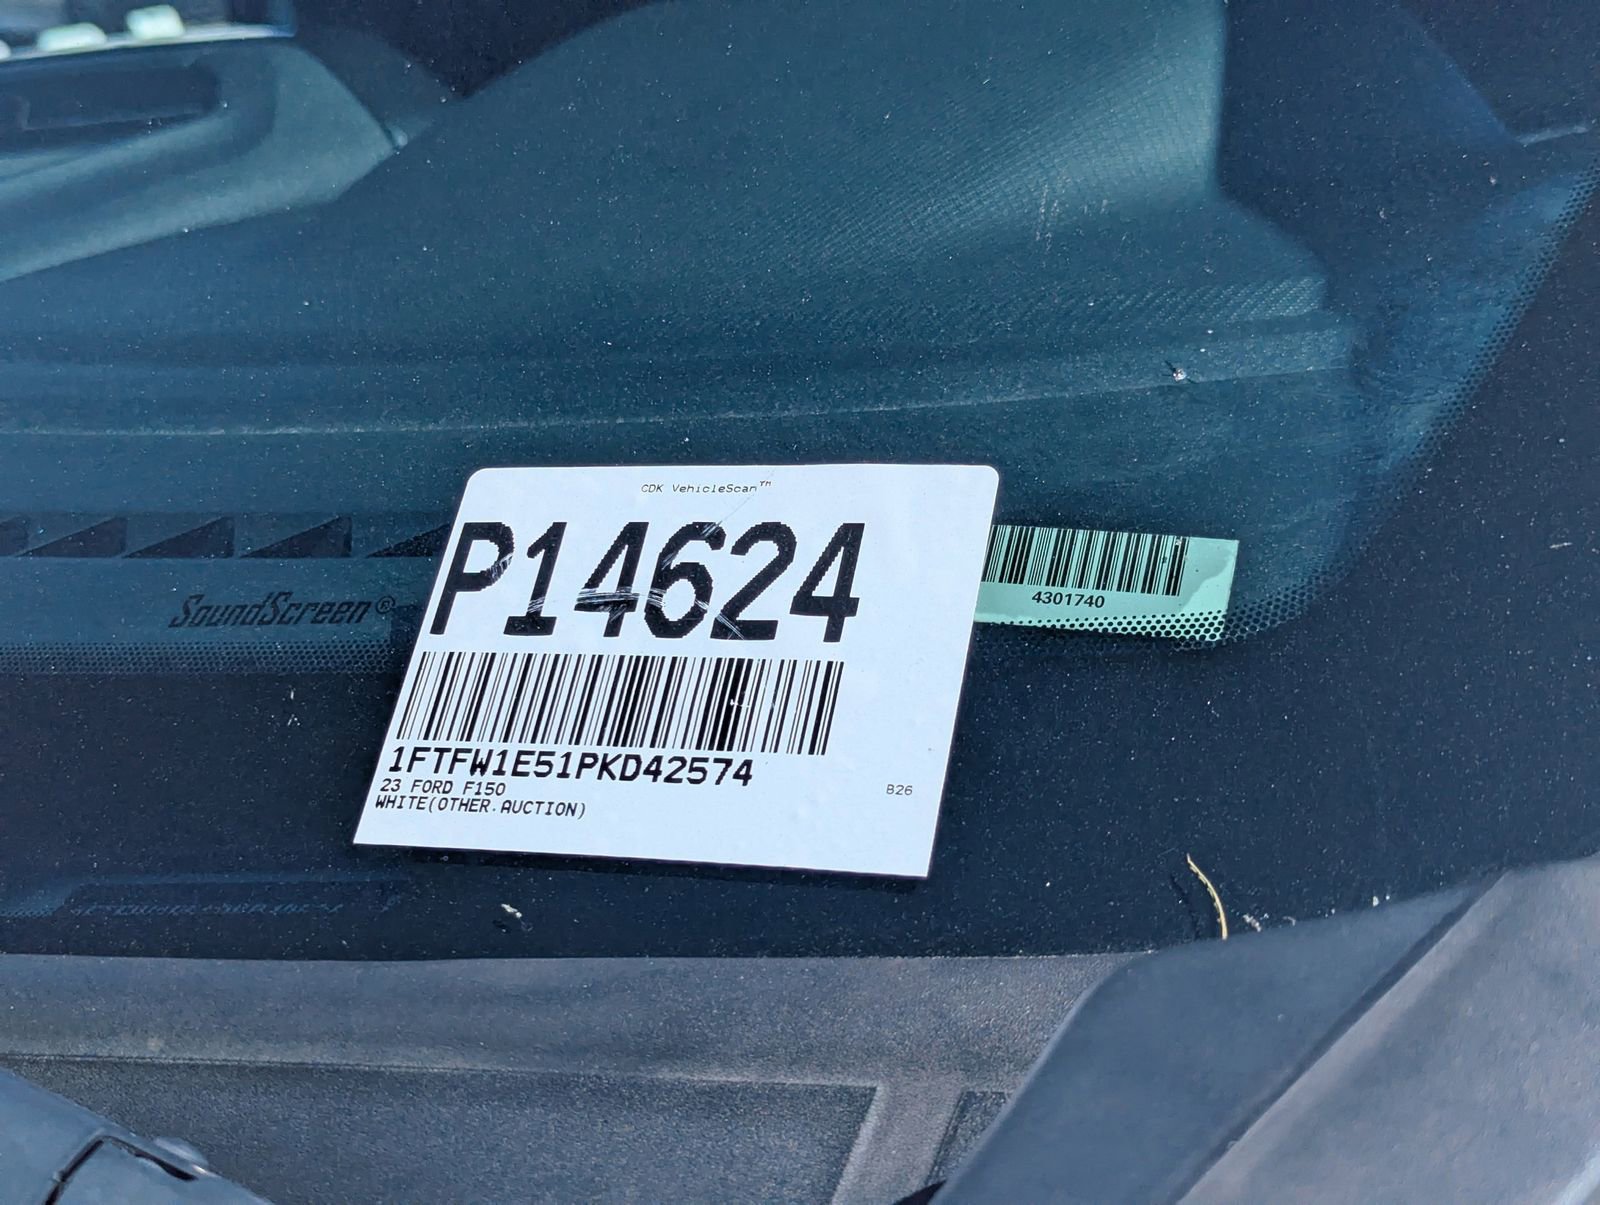 CDK VehicleScan™
P14624
4301740
SoundScreen®
1FTFW1E51PKD42574
23 FORD F150
B26
WHITE(OTHER.AUCTION)